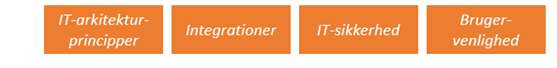 IT-arkitektur-
principper
Integrationer
IT-sikkerhed
Bruger-
venlighed